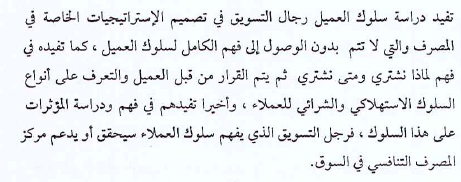 تفيد دراسة سلوك العميل رجال التسويق في تصميم الإستراتيجيات الخاصة في
المصرف والتي لا تتم بدون الوصول إلى فهم الكامل لسلوك العميل ، كما تفيده في
فهم لماذا نشتري ومتى نشتري ثم يتم القرار من قبل العميل والتعرف على أنواع
السلوك الاستهلاكي والشرائي للعملاء ، وأخيرا تفيدهم في فهم ودراسة المؤثرات
على هذا السلوك ، فرجل التسويق الذي يفهم سلوك العملاء سيحقق أو يدعم مركز
المصرف التنافسي في السوق.